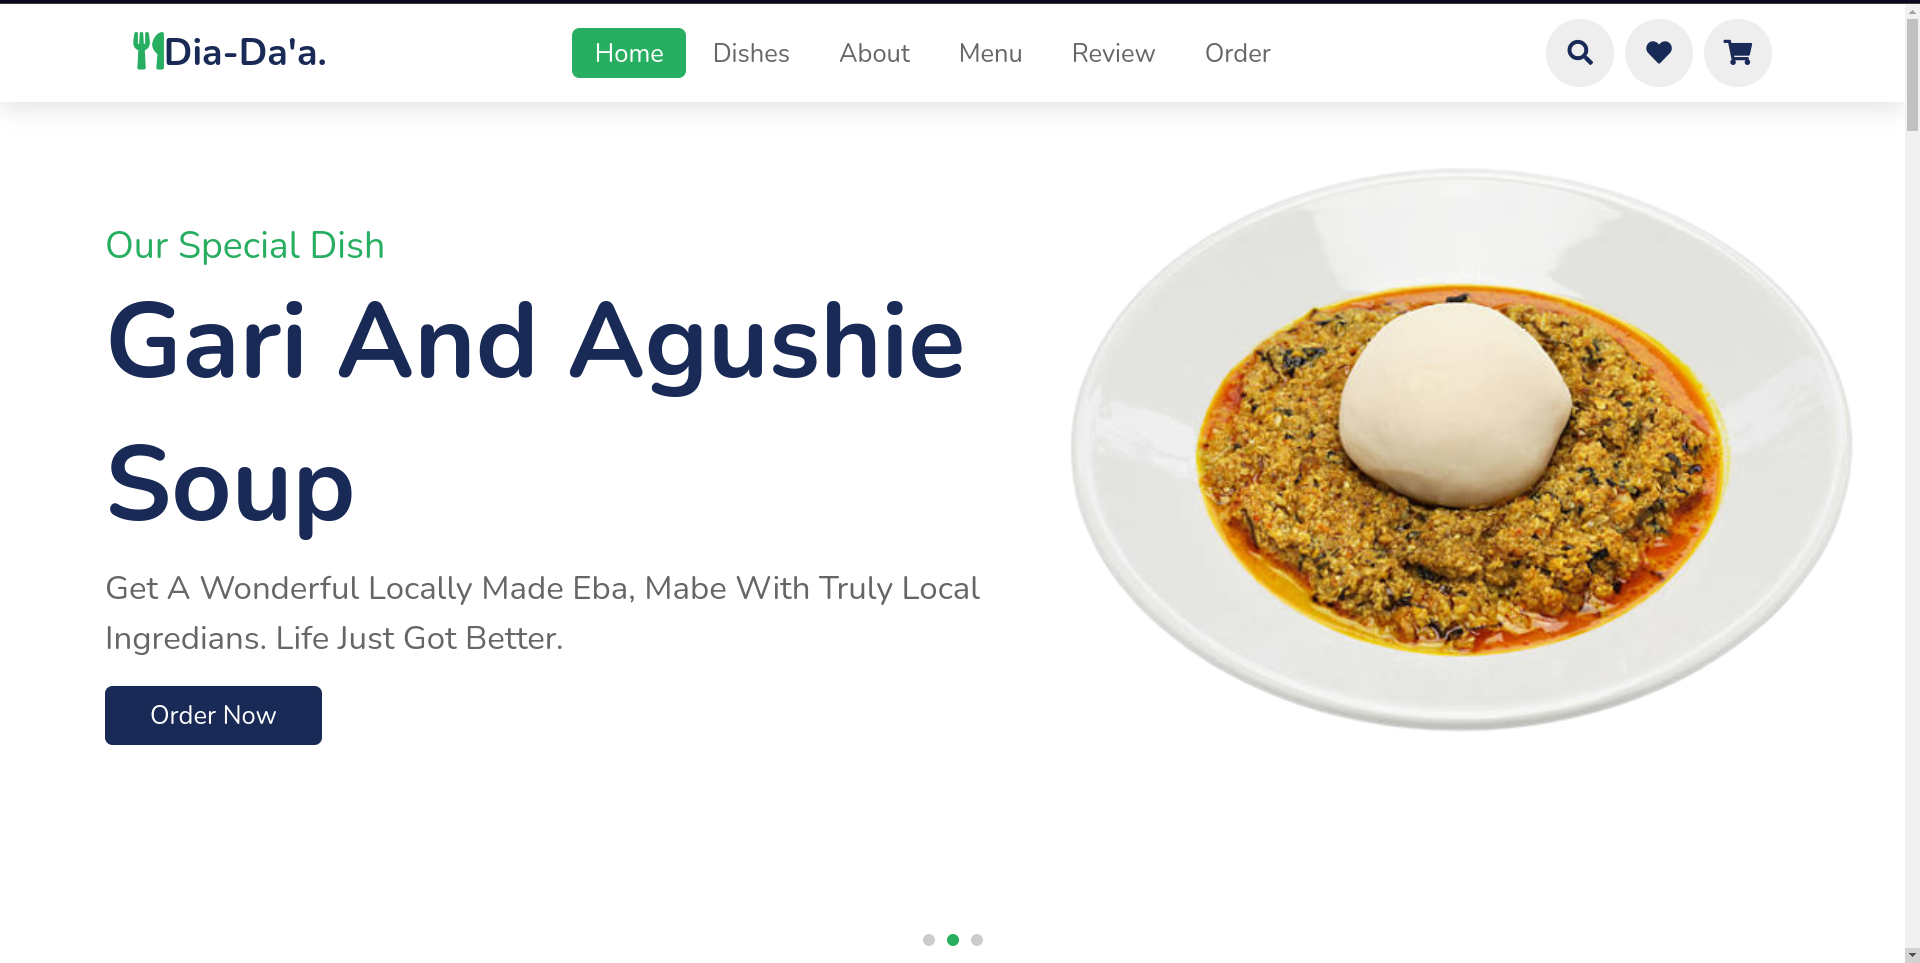 Dia-Da'a.
Home Dishes About Menu Review Order
Our Special Dish
Gari And Agushie
Soup
Get A Wonderful Locally Made Eba, Mabe With Truly Local
Ingredians. Life Just Got Better.
Order Now